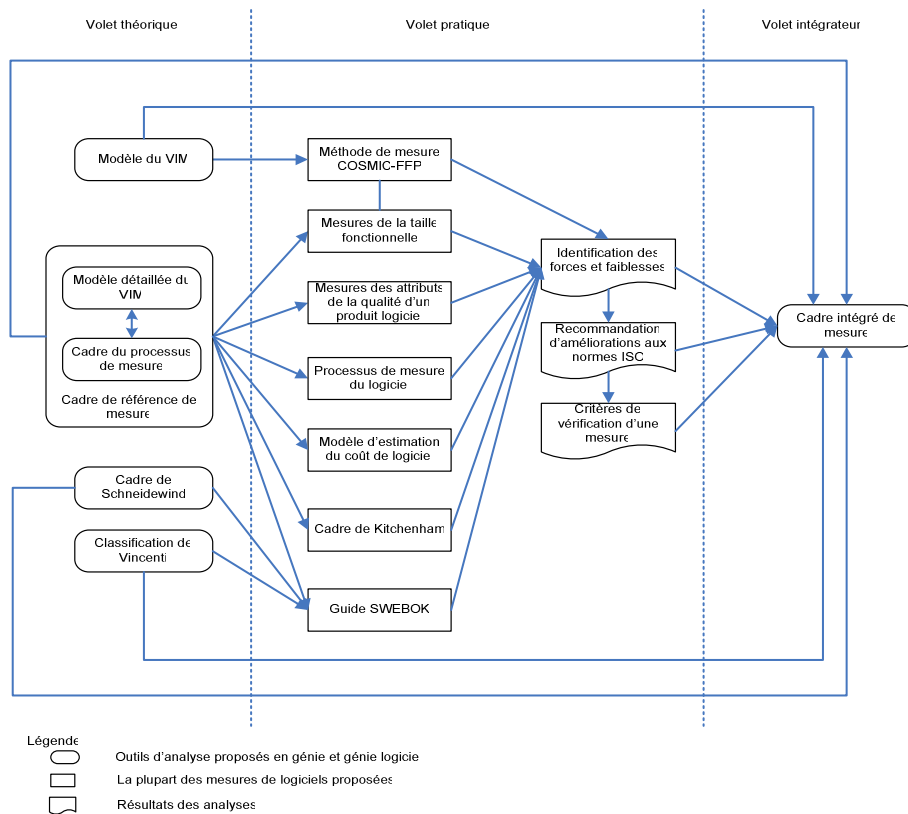 Volet théorique
Volet pratique
Volet intégrateur
Modèle du VIM
Méthode de mesure
COSMIC-FFP
Mesures de la taille
fonctionnelle
Modèle détaillée du
VIM
Cadre du processus
de mesure
Cadre de référence de
mesure
Mesures des attributs
de la qualité d'un
produit logicie
Processus de mesure
du logicie
Modèle d'estimation
du coût de logicie
Cadre de Kitchenham
Guide SWEBOK
Cadre de
Schneidewind
Classification de
Vincenti
Identification des
forces et faiblesses
Recommandation
d'améliorations aux
normes ISC
Critères de
vérification d'une
mesure
Cadre intégré de
mesure
Légende
Outils d'analyse proposés en génie et génie logicie
La plupart des mesures de logiciels proposées
Résultats des analyses